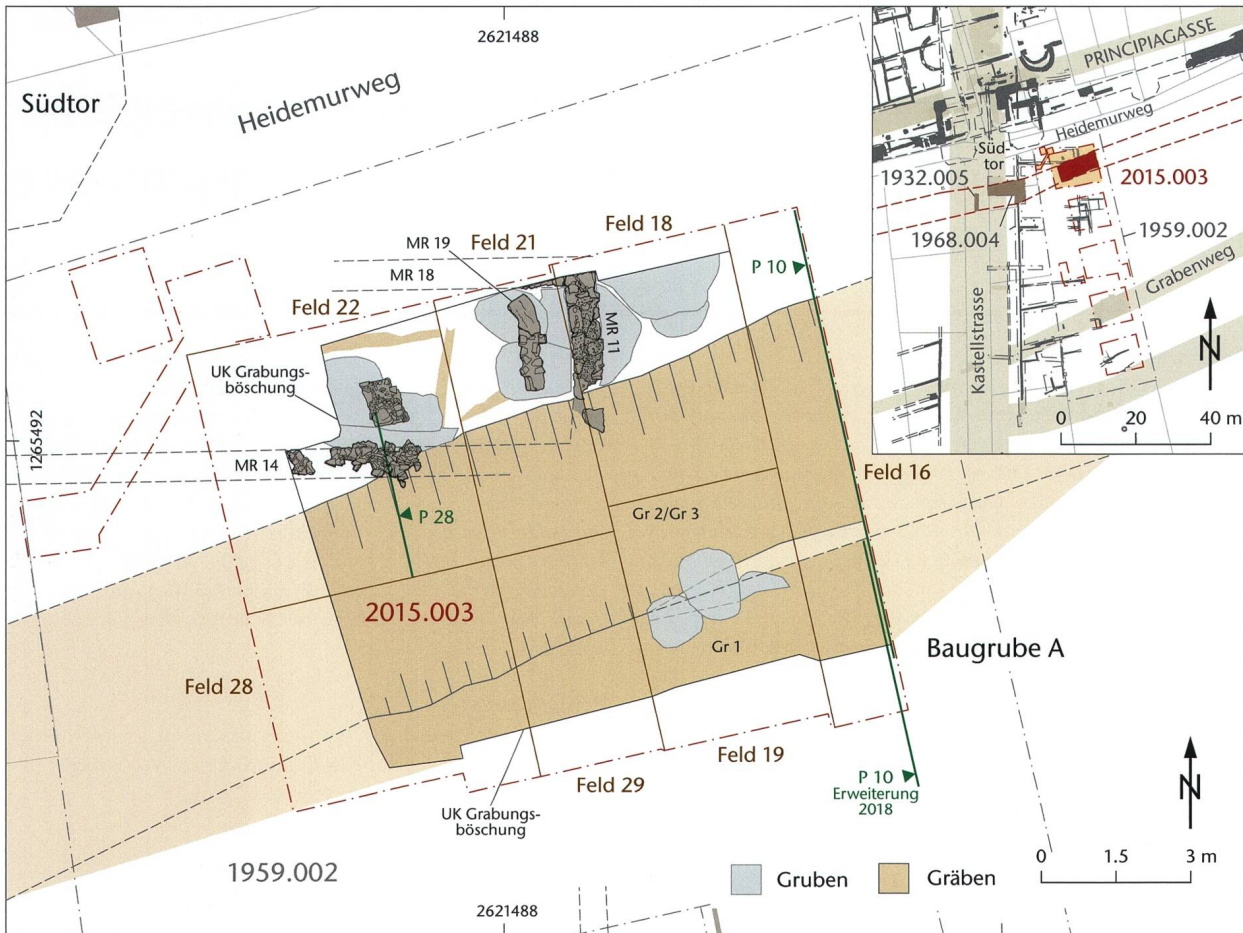 2621488
Südtor
Heidemurweg
PRINCIPIAGASSE
Heidemurweg
Süd-
tor
1932.005
2015.003
1968.004
1959.002
Grabenweg
Kastellstrasse
N
0 20 40 m
Feld 18
MR 19
Feld 21
MR 18
P 10
Feld 22
MR 11
UK Grabungs-
böschung
1265492
MR 14
Feld 16
P 28
Gr 2/Gr 3
2015.003
Gr 1
Baugrube A
Feld 28
Feld 19
Feld 29
P 10
Erweiterung
2018
UK Grabungs-
böschung
N
0 1.5 3 m
1959.002
Gruben
Gräben
2621488